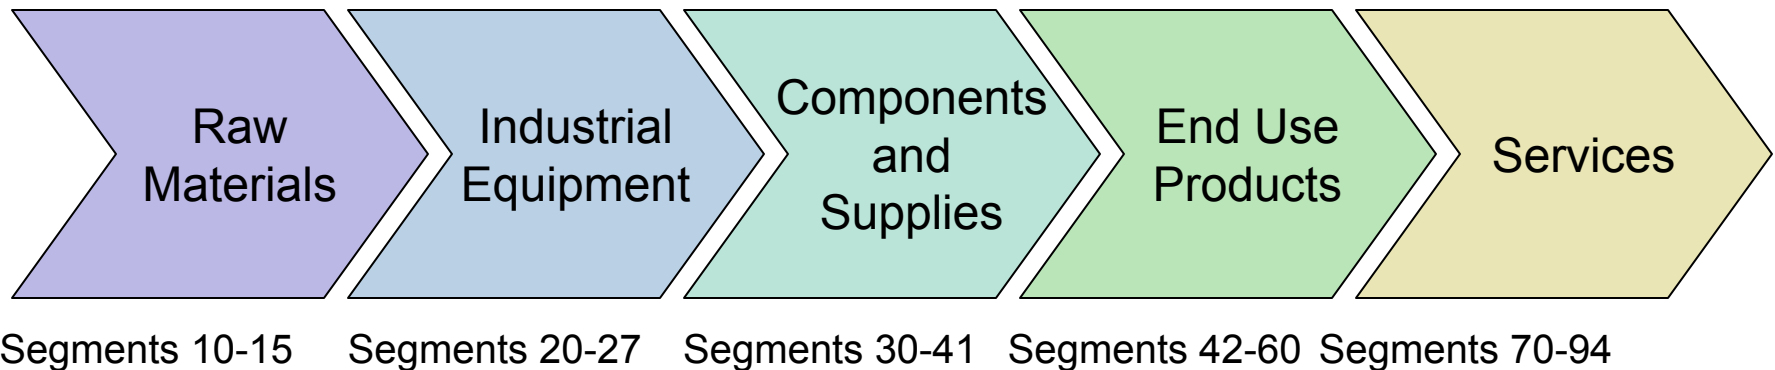 Raw
Materials
Industrial
Equipment
Components
and
Supplies
End Use
Products
Services
Segments 10-15
Segments 20-27
Segments 30-41
Segments 42-60
Segments 70-94